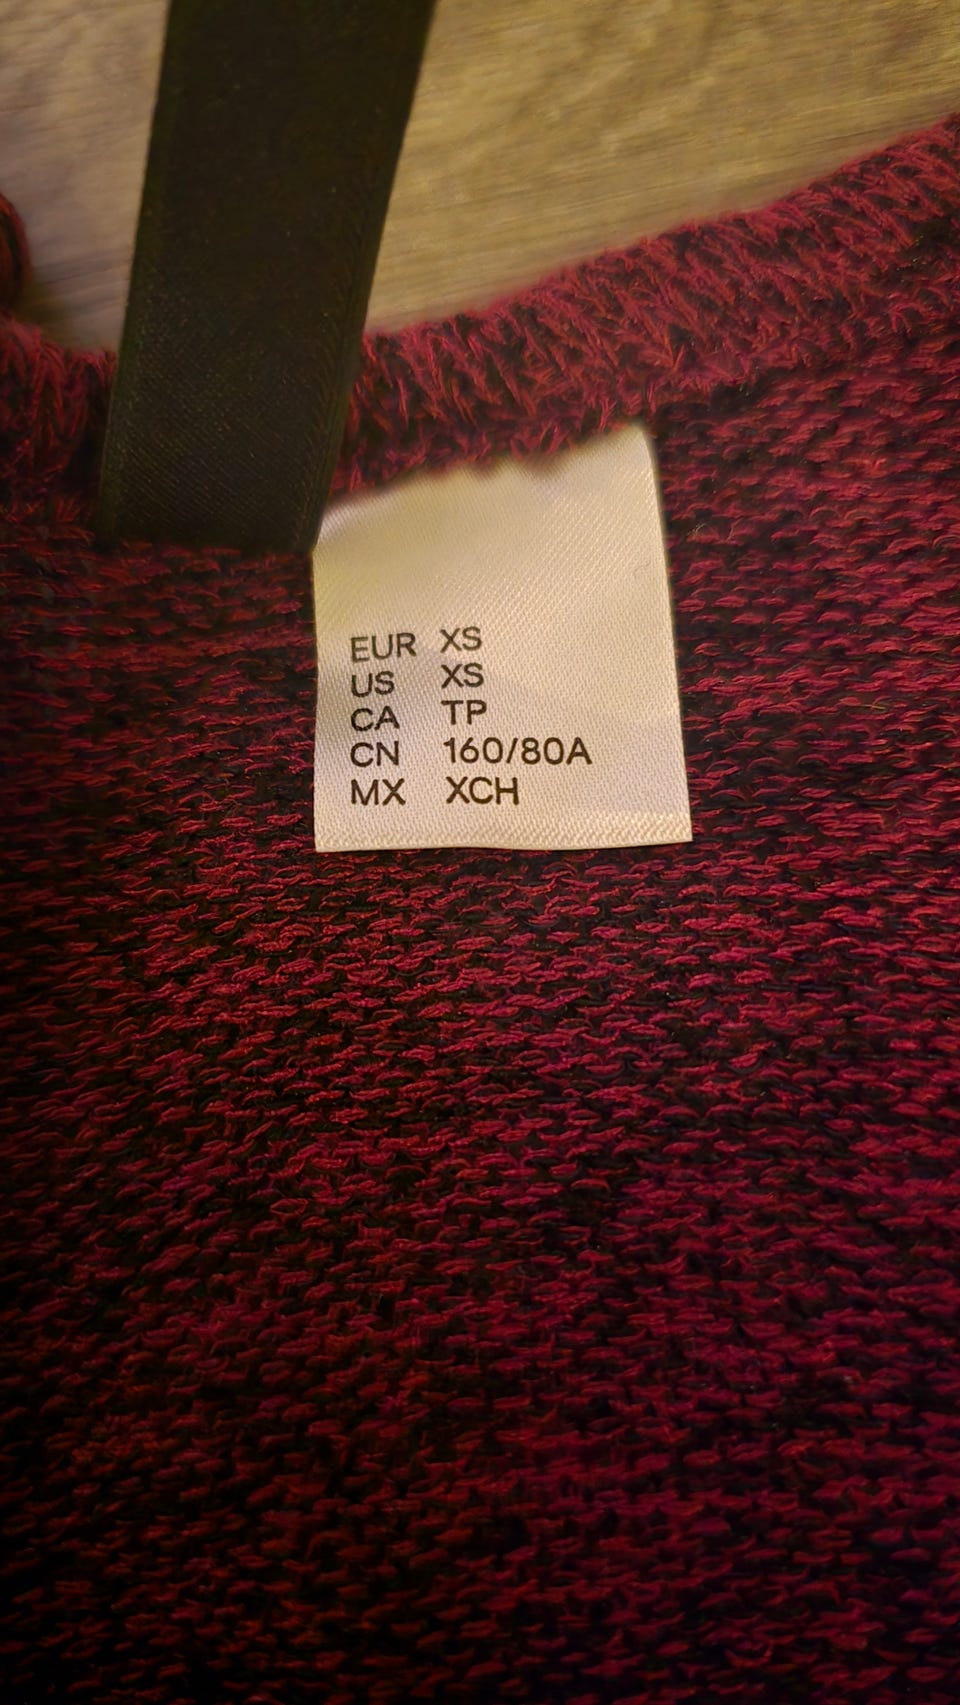 EUR XS
US XS
CA TP
CN 160/80A
MX XCH